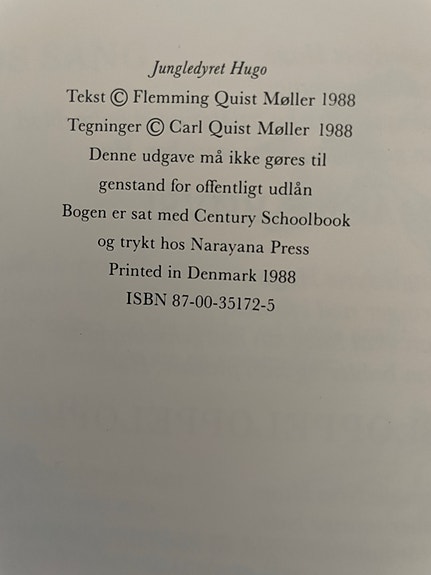 Jungledyret Hugo
Tekst © Flemming Quist Møller 1988
Tegninger © Carl Quist Møller 1988
Denne udgave må ikke gøres til
genstand for offentligt udlån
Bogen er sat med Century Schoolbook
og trykt hos Narayana Press
Printed in Denmark 1988
ISBN 87-00-35172-5